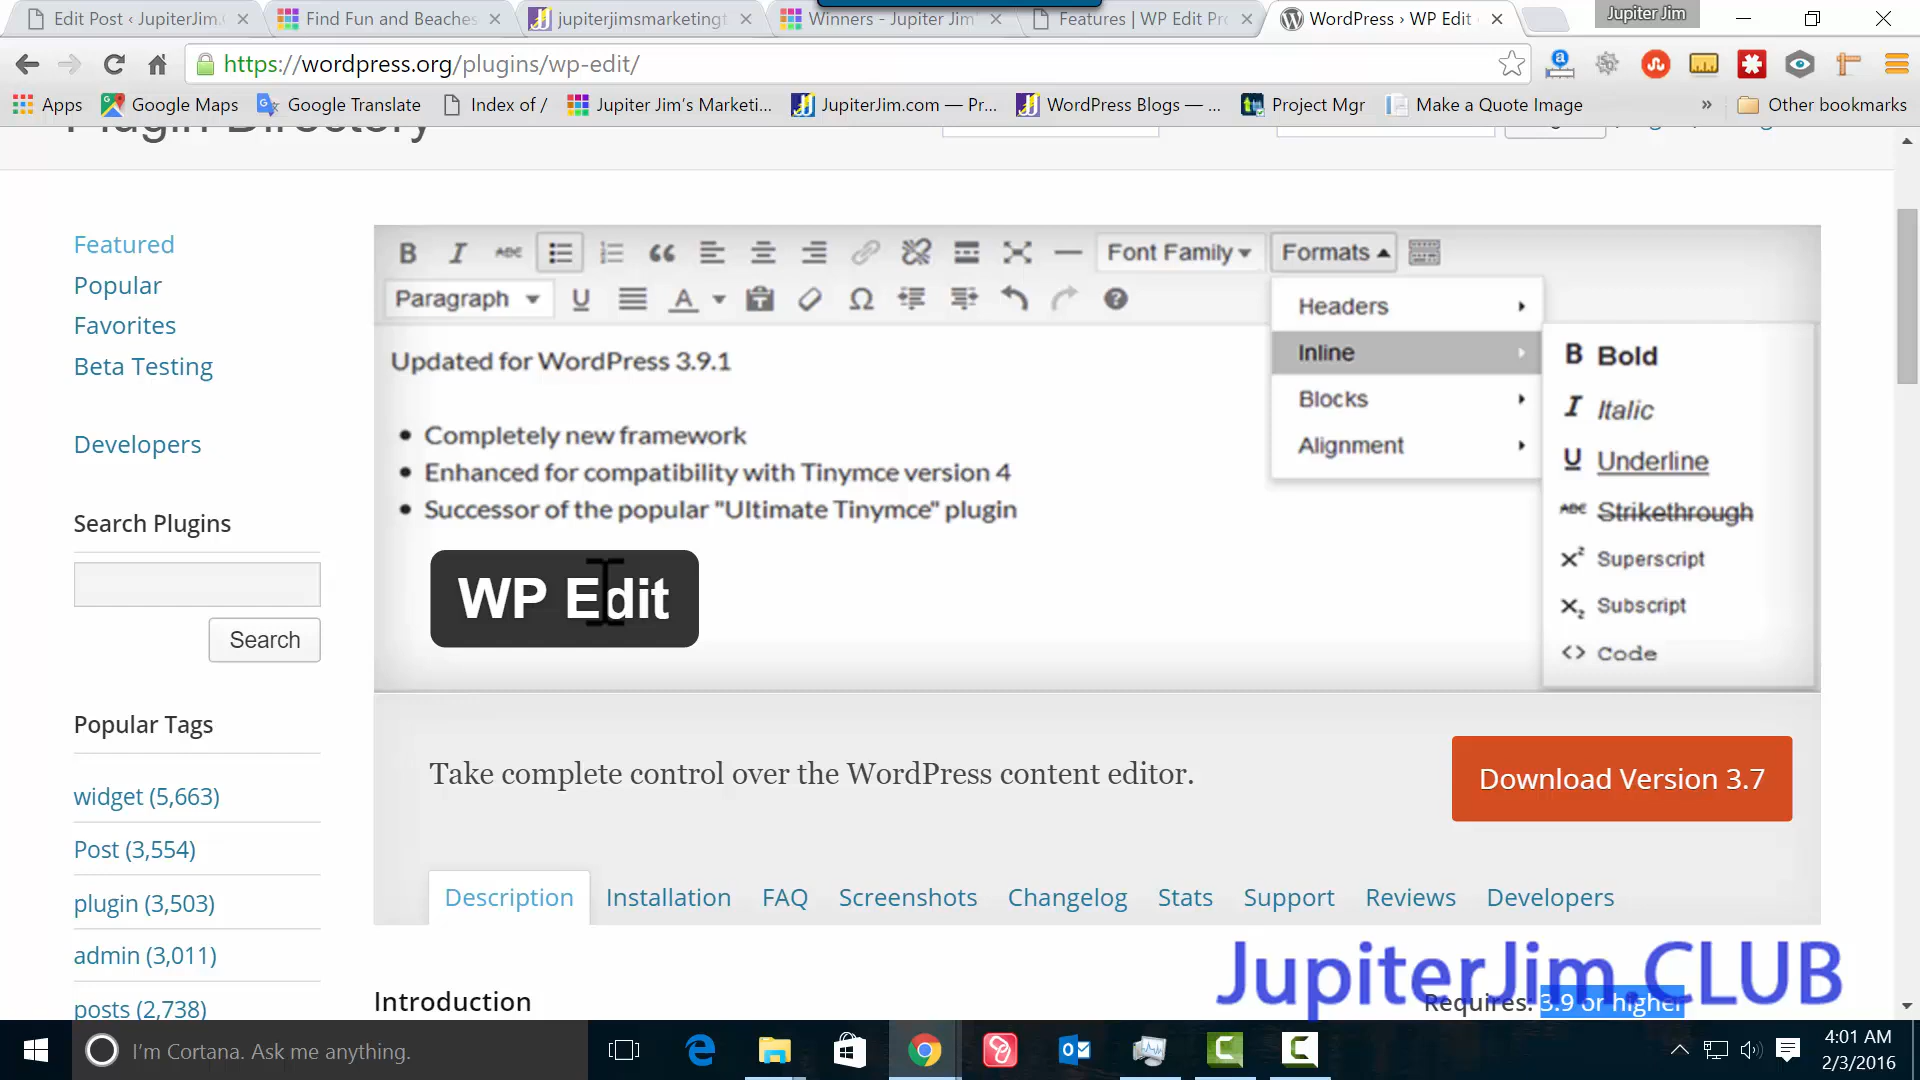 Edit Post ‹ JupiterJim.
Find Fun and Beaches
jupiterjimsmarketingt
Winners - Jupiter Jim
Features | WP Edit Pr
WordPress › WP Edit
Jupiter Jim
https://wordpress.org/plugins/wp-edit/
Apps
Google Maps
Google Translate
Index of /
Jupiter Jim's Marketi...
JupiterJim.com — Pr...
WordPress Blogs — ...
Project Mgr
Make a Quote Image
»
Other bookmarks
Plugin Directory
Featured
Popular
Favorites
Beta Testing
Developers
Search Plugins
Search
Popular Tags
widget (5,663)
Post (3,554)
plugin (3,503)
admin (3,011)
posts (2,738)
B I ABC
Font Family
Formats
Paragraph
U
A
Ω
Headers
Inline
Blocks
Alignment
B Bold
I Italic
U Underline
ABC Strikethrough
X² Superscript
X₂ Subscript
<> Code
Updated for WordPress 3.9.1
• Completely new framework
• Enhanced for compatibility with Tinymce version 4
• Successor of the popular "Ultimate Tinymce" plugin
WP Edit
Take complete control over the WordPress content editor.
Download Version 3.7
Description
Installation
FAQ
Screenshots
Changelog
Stats
Support
Reviews
Developers
Introduction
Requires: 3.9 or higher
JupiterJim.CLUB
I'm Cortana. Ask me anything.
4:01 AM
2/3/2016